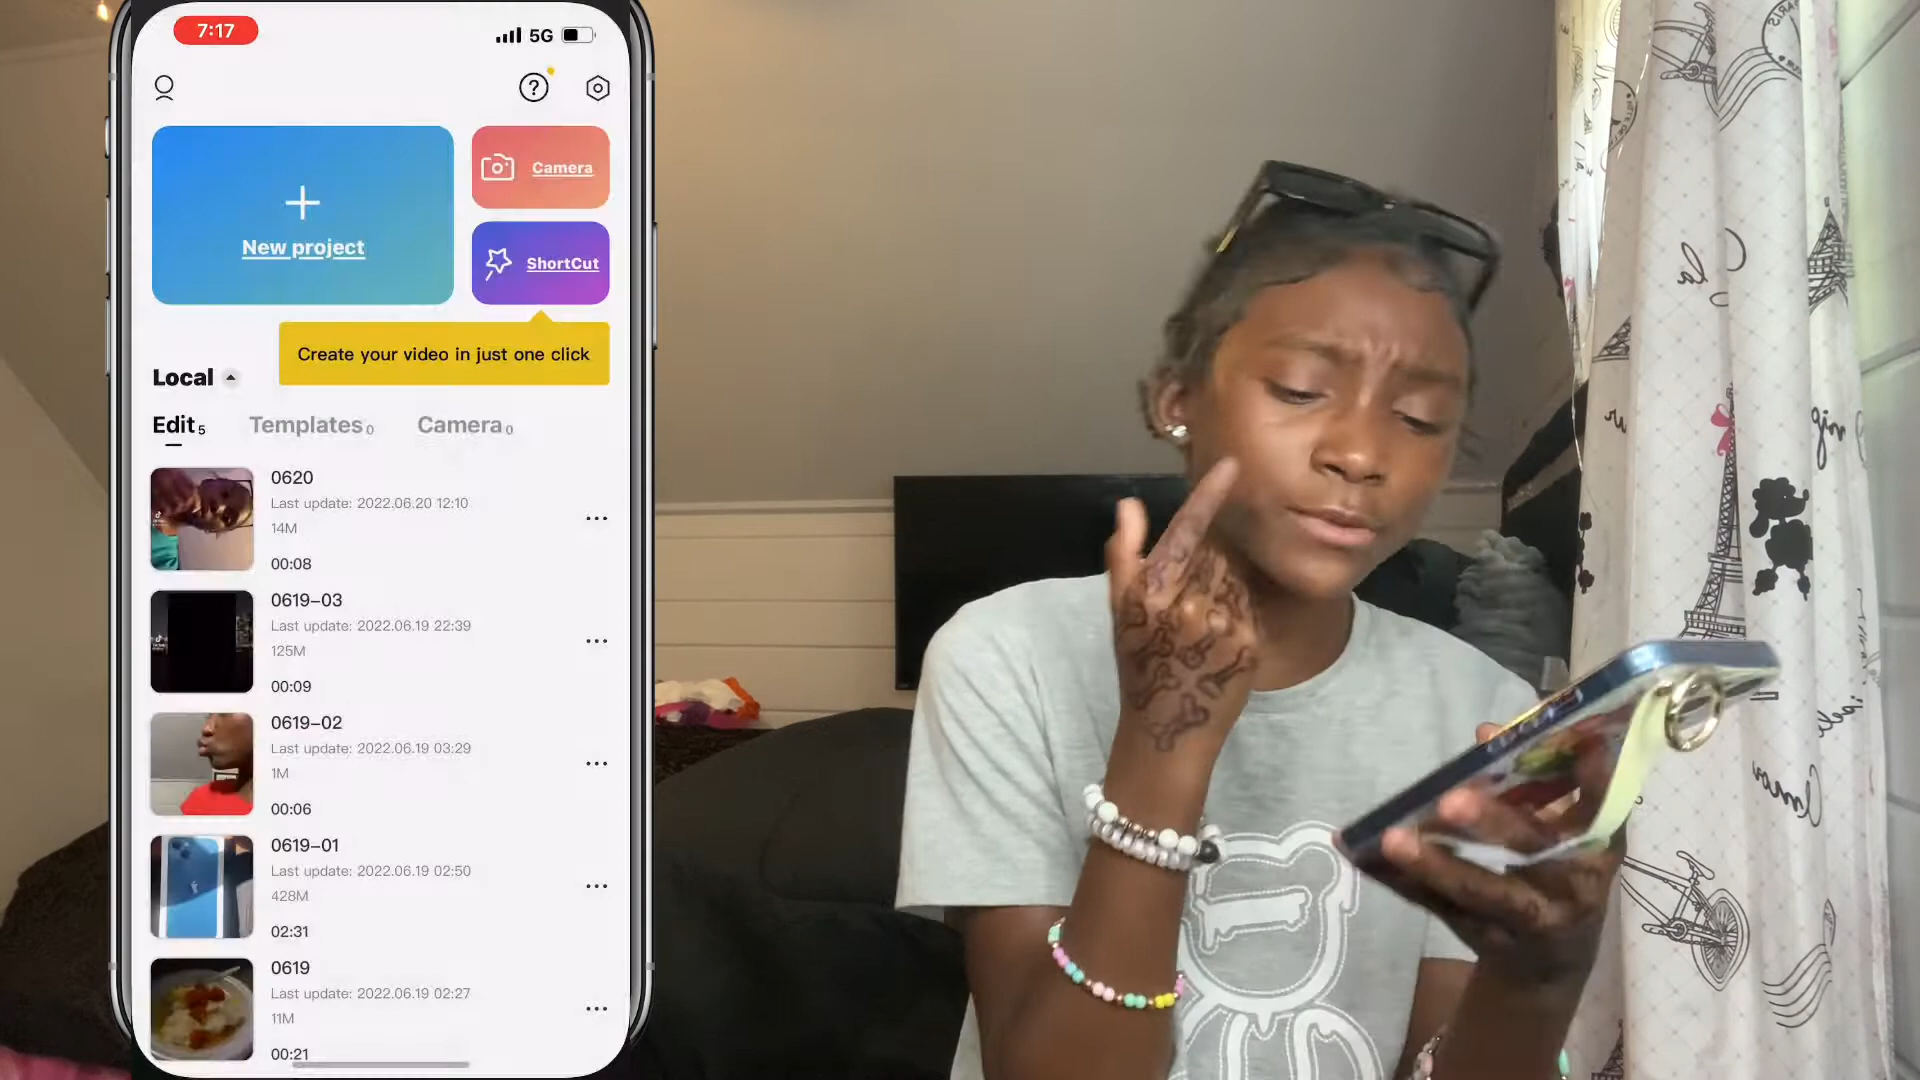 7:17
5G
?
Camera
New project
ShortCut
Create your video in just one click
Local
Edit 5
Templates 0
Camera 0
0620
Last update: 2022.06.20 12:10
14M
00:08
0619-03
Last update: 2022.06.19 22:39
125M
00:09
0619-02
Last update: 2022.06.19 03:29
1M
00:06
0619-01
Last update: 2022.06.19 02:50
428M
02:31
0619
Last update: 2022.06.19 02:27
11M
00:21